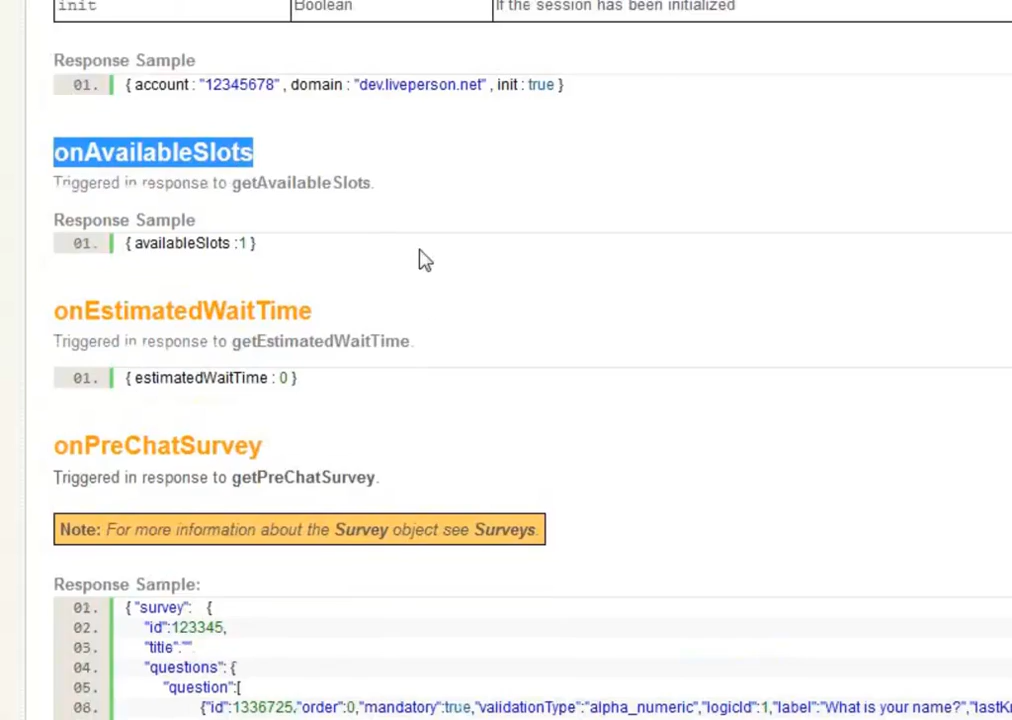 init Boolean If the session has been initialized
Response Sample
01. { account : "12345678" , domain : "dev.liveperson.net" , init : true }
onAvailableSlots
Triggered in response to getAvailableSlots.
Response Sample
01. { availableSlots :1 }
onEstimatedWaitTime
Triggered in response to getEstimatedWaitTime.
01. { estimatedWaitTime : 0 }
onPreChatSurvey
Triggered in response to getPreChatSurvey.
Note: For more information about the Survey object see Surveys.
Response Sample:
01. { "survey": {
02. "id":123345,
03. "title":""
04. "questions": {
05. "question":[
08. {"id":1336725,"order":0,"mandatory":true,"validationType":"alpha_numeric","logicId":1,"label":"What is your name?",